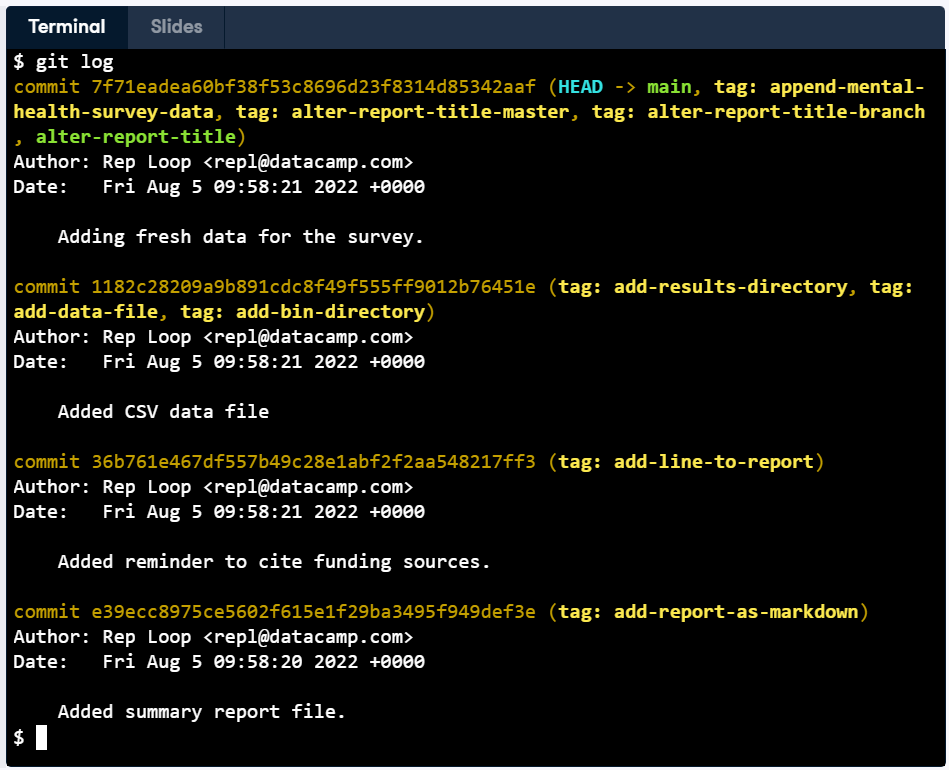 Terminal Slides
$ git log
commit 7f71eadea60bf38f53c8696d23f8314d85342aaf (HEAD -> main, tag: append-mental-
health-survey-data, tag: alter-report-title-master, tag: alter-report-title-branch
, alter-report-title)
Author: Rep Loop <repl@datacamp.com>
Date:   Fri Aug 5 09:58:21 2022 +0000
    Adding fresh data for the survey.
commit 1182c28209a9b891cdc8f49f555ff9012b76451e (tag: add-results-directory, tag:
add-data-file, tag: add-bin-directory)
Author: Rep Loop <repl@datacamp.com>
Date:   Fri Aug 5 09:58:21 2022 +0000
    Added CSV data file
commit 36b761e467df557b49c28e1abf2f2aa548217ff3 (tag: add-line-to-report)
Author: Rep Loop <repl@datacamp.com>
Date:   Fri Aug 5 09:58:21 2022 +0000
    Added reminder to cite funding sources.
commit e39ecc8975ce5602f615e1f29ba3495f949def3e (tag: add-report-as-markdown)
Author: Rep Loop <repl@datacamp.com>
Date:   Fri Aug 5 09:58:20 2022 +0000
    Added summary report file.
$